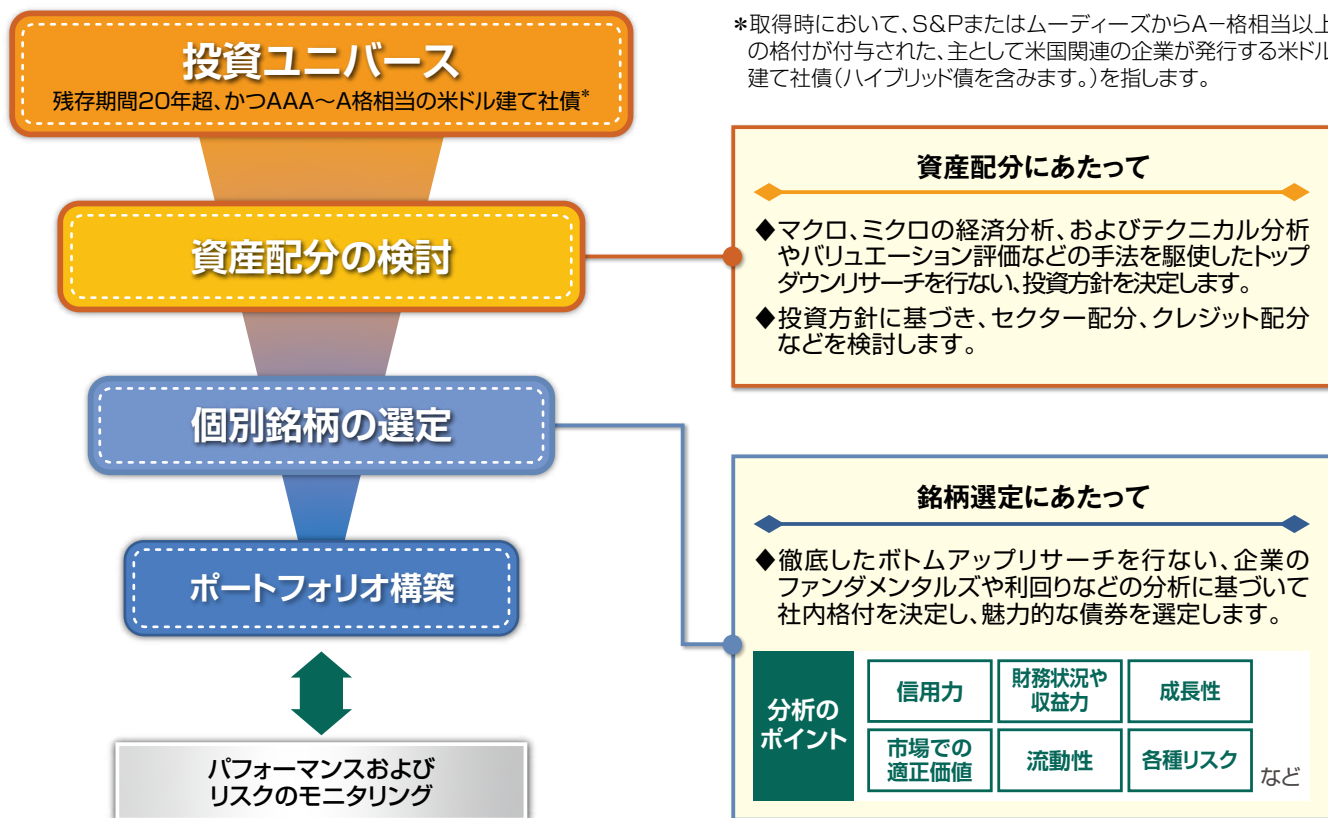 投資ユニバース
残存期間20年超、かつAAA～A格相当の米ドル建て社債*
*取得時において、S&PまたはムーディーズからA－格相当以上
の格付が付与された、主として米国関連の企業が発行する米ドル
建て社債(ハイブリッド債を含みます。)を指します。
資産配分の検討
資産配分にあたって
◆マクロ、ミクロの経済分析、およびテクニカル分析
やバリュエーション評価などの手法を駆使したトップ
ダウンリサーチを行ない、投資方針を決定します。
◆投資方針に基づき、セクター配分、クレジット配分
などを検討します。
個別銘柄の選定
銘柄選定にあたって
◆徹底したボトムアップリサーチを行ない、企業の
ファンダメンタルズや利回りなどの分析に基づいて
社内格付を決定し、魅力的な債券を選定します。
分析の
ポイント
信用力
財務状況や
収益力
成長性
市場での
適正価値
流動性
各種リスク
など
ポートフォリオ構築
パフォーマンスおよび
リスクのモニタリング